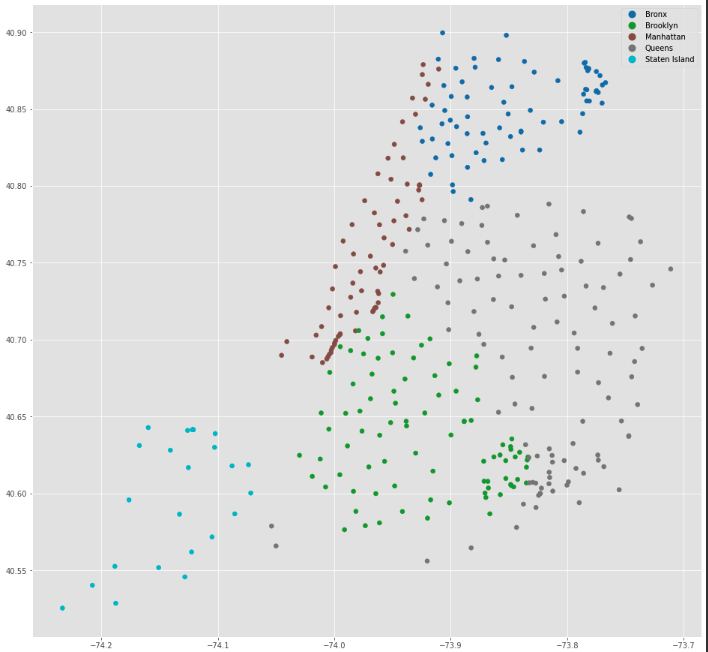 40.90
40.85
40.80
40.75
40.70
40.65
40.60
40.55
Bronx
Brooklyn
Manhattan
Queens
Staten Island
−74.2
−74.1
−74.0
−73.9
−73.8
−73.7